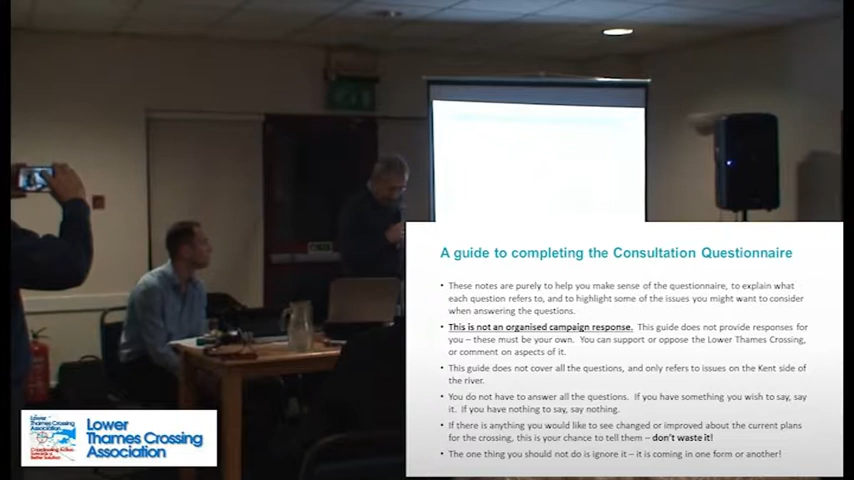 A guide to completing the Consultation Questionnaire
• These notes are purely to help you make sense of the questionnaire, to explain what
each question refers to, and to highlight some of the issues you might want to consider
when answering the questions.
• This is not an organised campaign response. This guide does not provide responses for
you – these must be your own. You can support or oppose the Lower Thames Crossing,
or comment on aspects of it.
• This guide does not cover all the questions, and only refers to issues on the Kent side of
the river.
• You do not have to answer all the questions. If you have something you wish to say, say
it. If you have nothing to say, say nothing.
• If there is anything you would like to see changed or improved about the current plans
for the crossing, this is your chance to tell them – don't waste it!
• The one thing you should not do is ignore it – it is coming in one form or another!
Lower
Thames Crossing
Association
Lower
Thames Crossing
Association
Better Solution